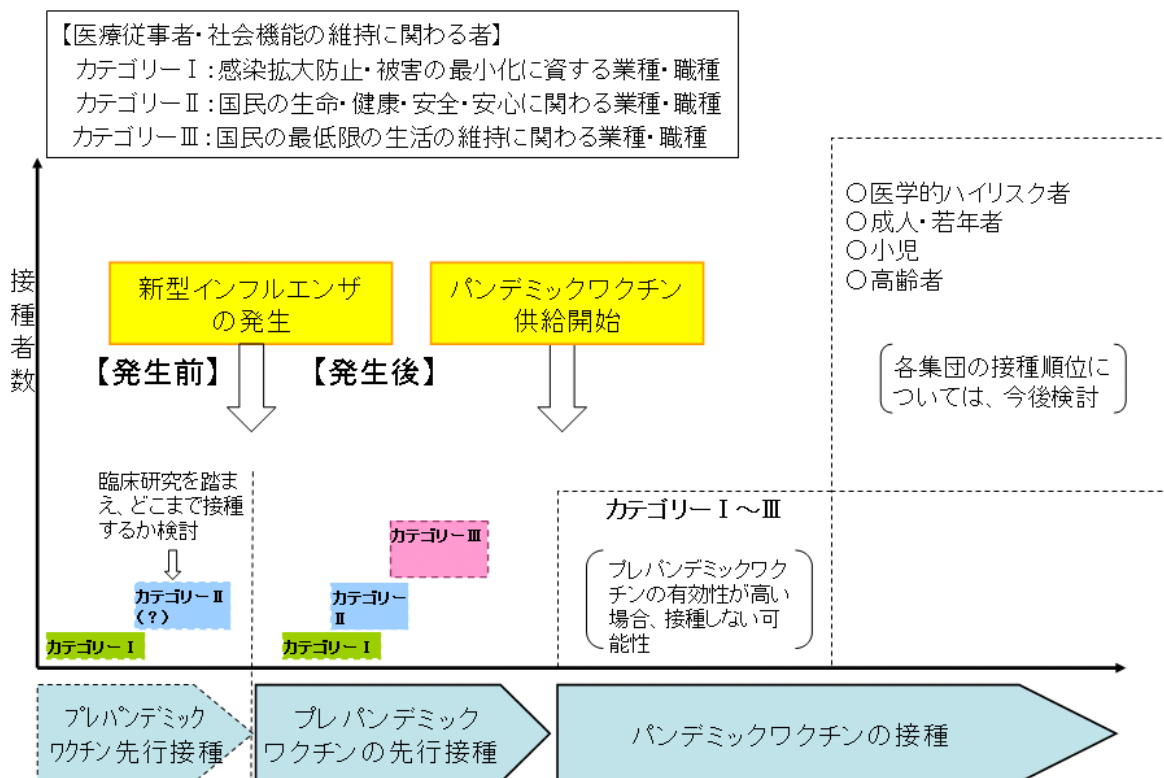 【医療従事者・社会機能の維持に関わる者】
カテゴリーⅠ：感染拡大防止・被害の最小化に資する業種・職種
カテゴリーⅡ：国民の生命・健康・安全・安心に関わる業種・職種
カテゴリーⅢ：国民の最低限の生活の維持に関わる業種・職種
接種者数
新型インフルエンザ
の発生
パンデミックワクチン
供給開始
【発生前】
【発生後】
○医学的ハイリスク者
○成人・若年者
○小児
○高齢者
各集団の接種順位に
ついては、今後検討
臨床研究を踏ま
え、どこまで接種
するか検討
カテゴリーⅡ
（？）
カテゴリーⅠ
カテゴリーⅢ
カテゴリー
Ⅱ
カテゴリーⅠ
カテゴリーⅠ～Ⅲ
プレパンデミックワク
チンの有効性が高い
場合、接種しない可
能性
プレパンデミック
ワクチン先行接種
プレパンデミック
ワクチンの先行接種
パンデミックワクチンの接種